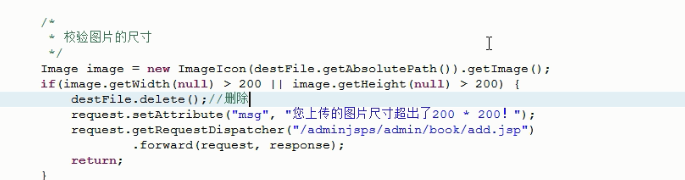 /*
* 校验图片的尺寸
*/
Image image = new ImageIcon(destFile.getAbsolutePath()).getImage();
if(image.getWidth(null) > 200 || image.getHeight(null) > 200) {
destFile.delete();//删除
request.setAttribute("msg", "您上传的图片尺寸超出了200 * 200！");
request.getRequestDispatcher("/adminjsps/admin/book/add.jsp")
.forward(request, response);
return;
}